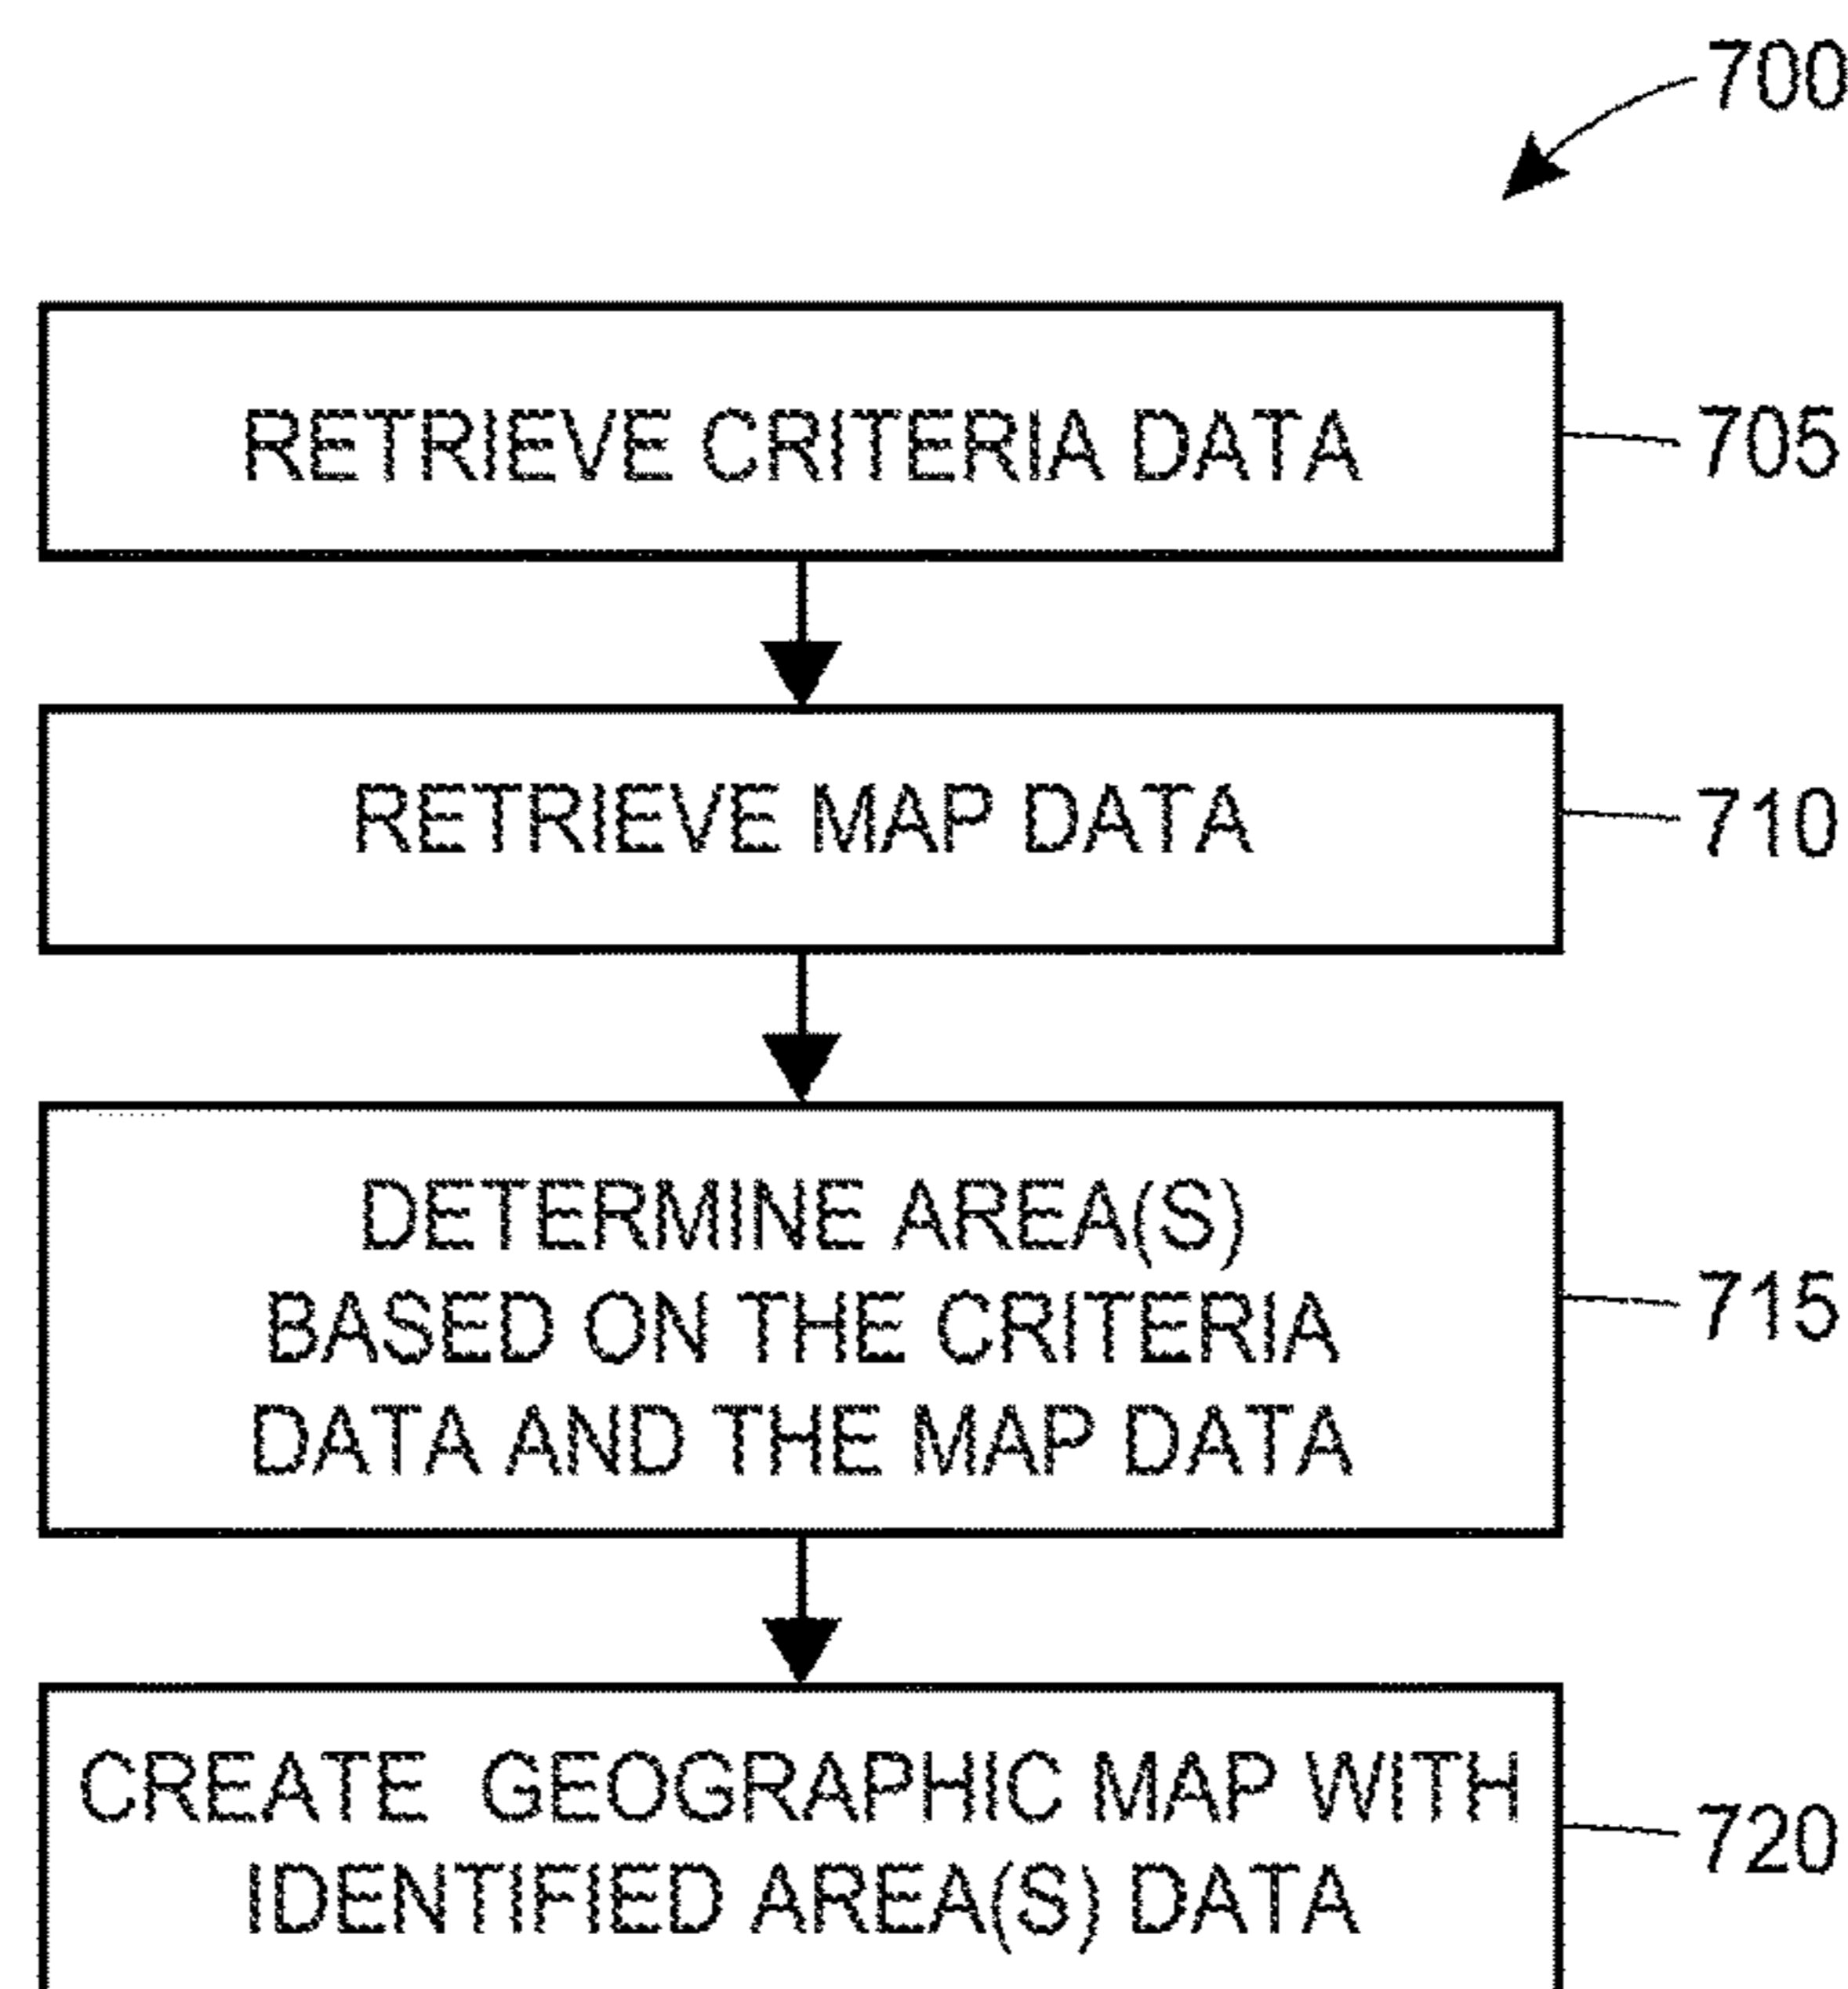 700
RETRIEVE CRITERIA DATA
705
RETRIEVE MAP DATA
710
DETERMINE AREA(S)
BASED ON THE CRITERIA
DATA AND THE MAP DATA
715
CREATE GEOGRAPHIC MAP WITH
IDENTIFIED AREA(S) DATA
720